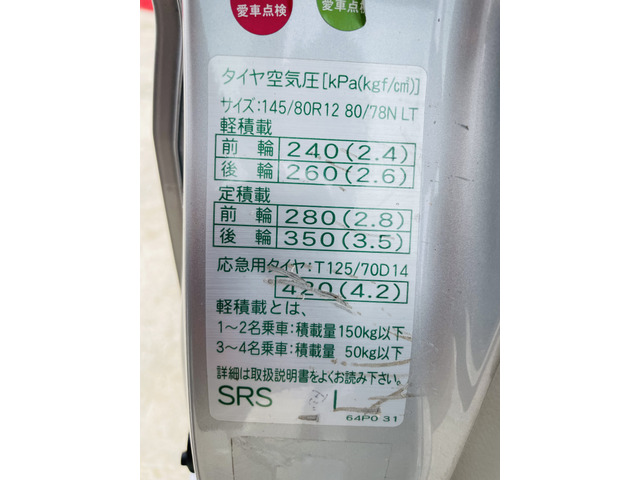 愛車点検
愛車点検
タイヤ空気圧[kPa(kgf/c㎡)]
サイズ:145/80R12 80/78N LT
軽積載
前 輪 240(2.4)
後 輪 260(2.6)
定積載
前 輪 280(2.8)
後 輪 350(3.5)
応急用タイヤ:T125/70D14
420(4.2)
軽積載とは、
1〜2名乗車:積載量150kg以下
3〜4名乗車:積載量 50kg以下
詳細は取扱説明書をよくお読み下さい。
SRS L
64P0 31